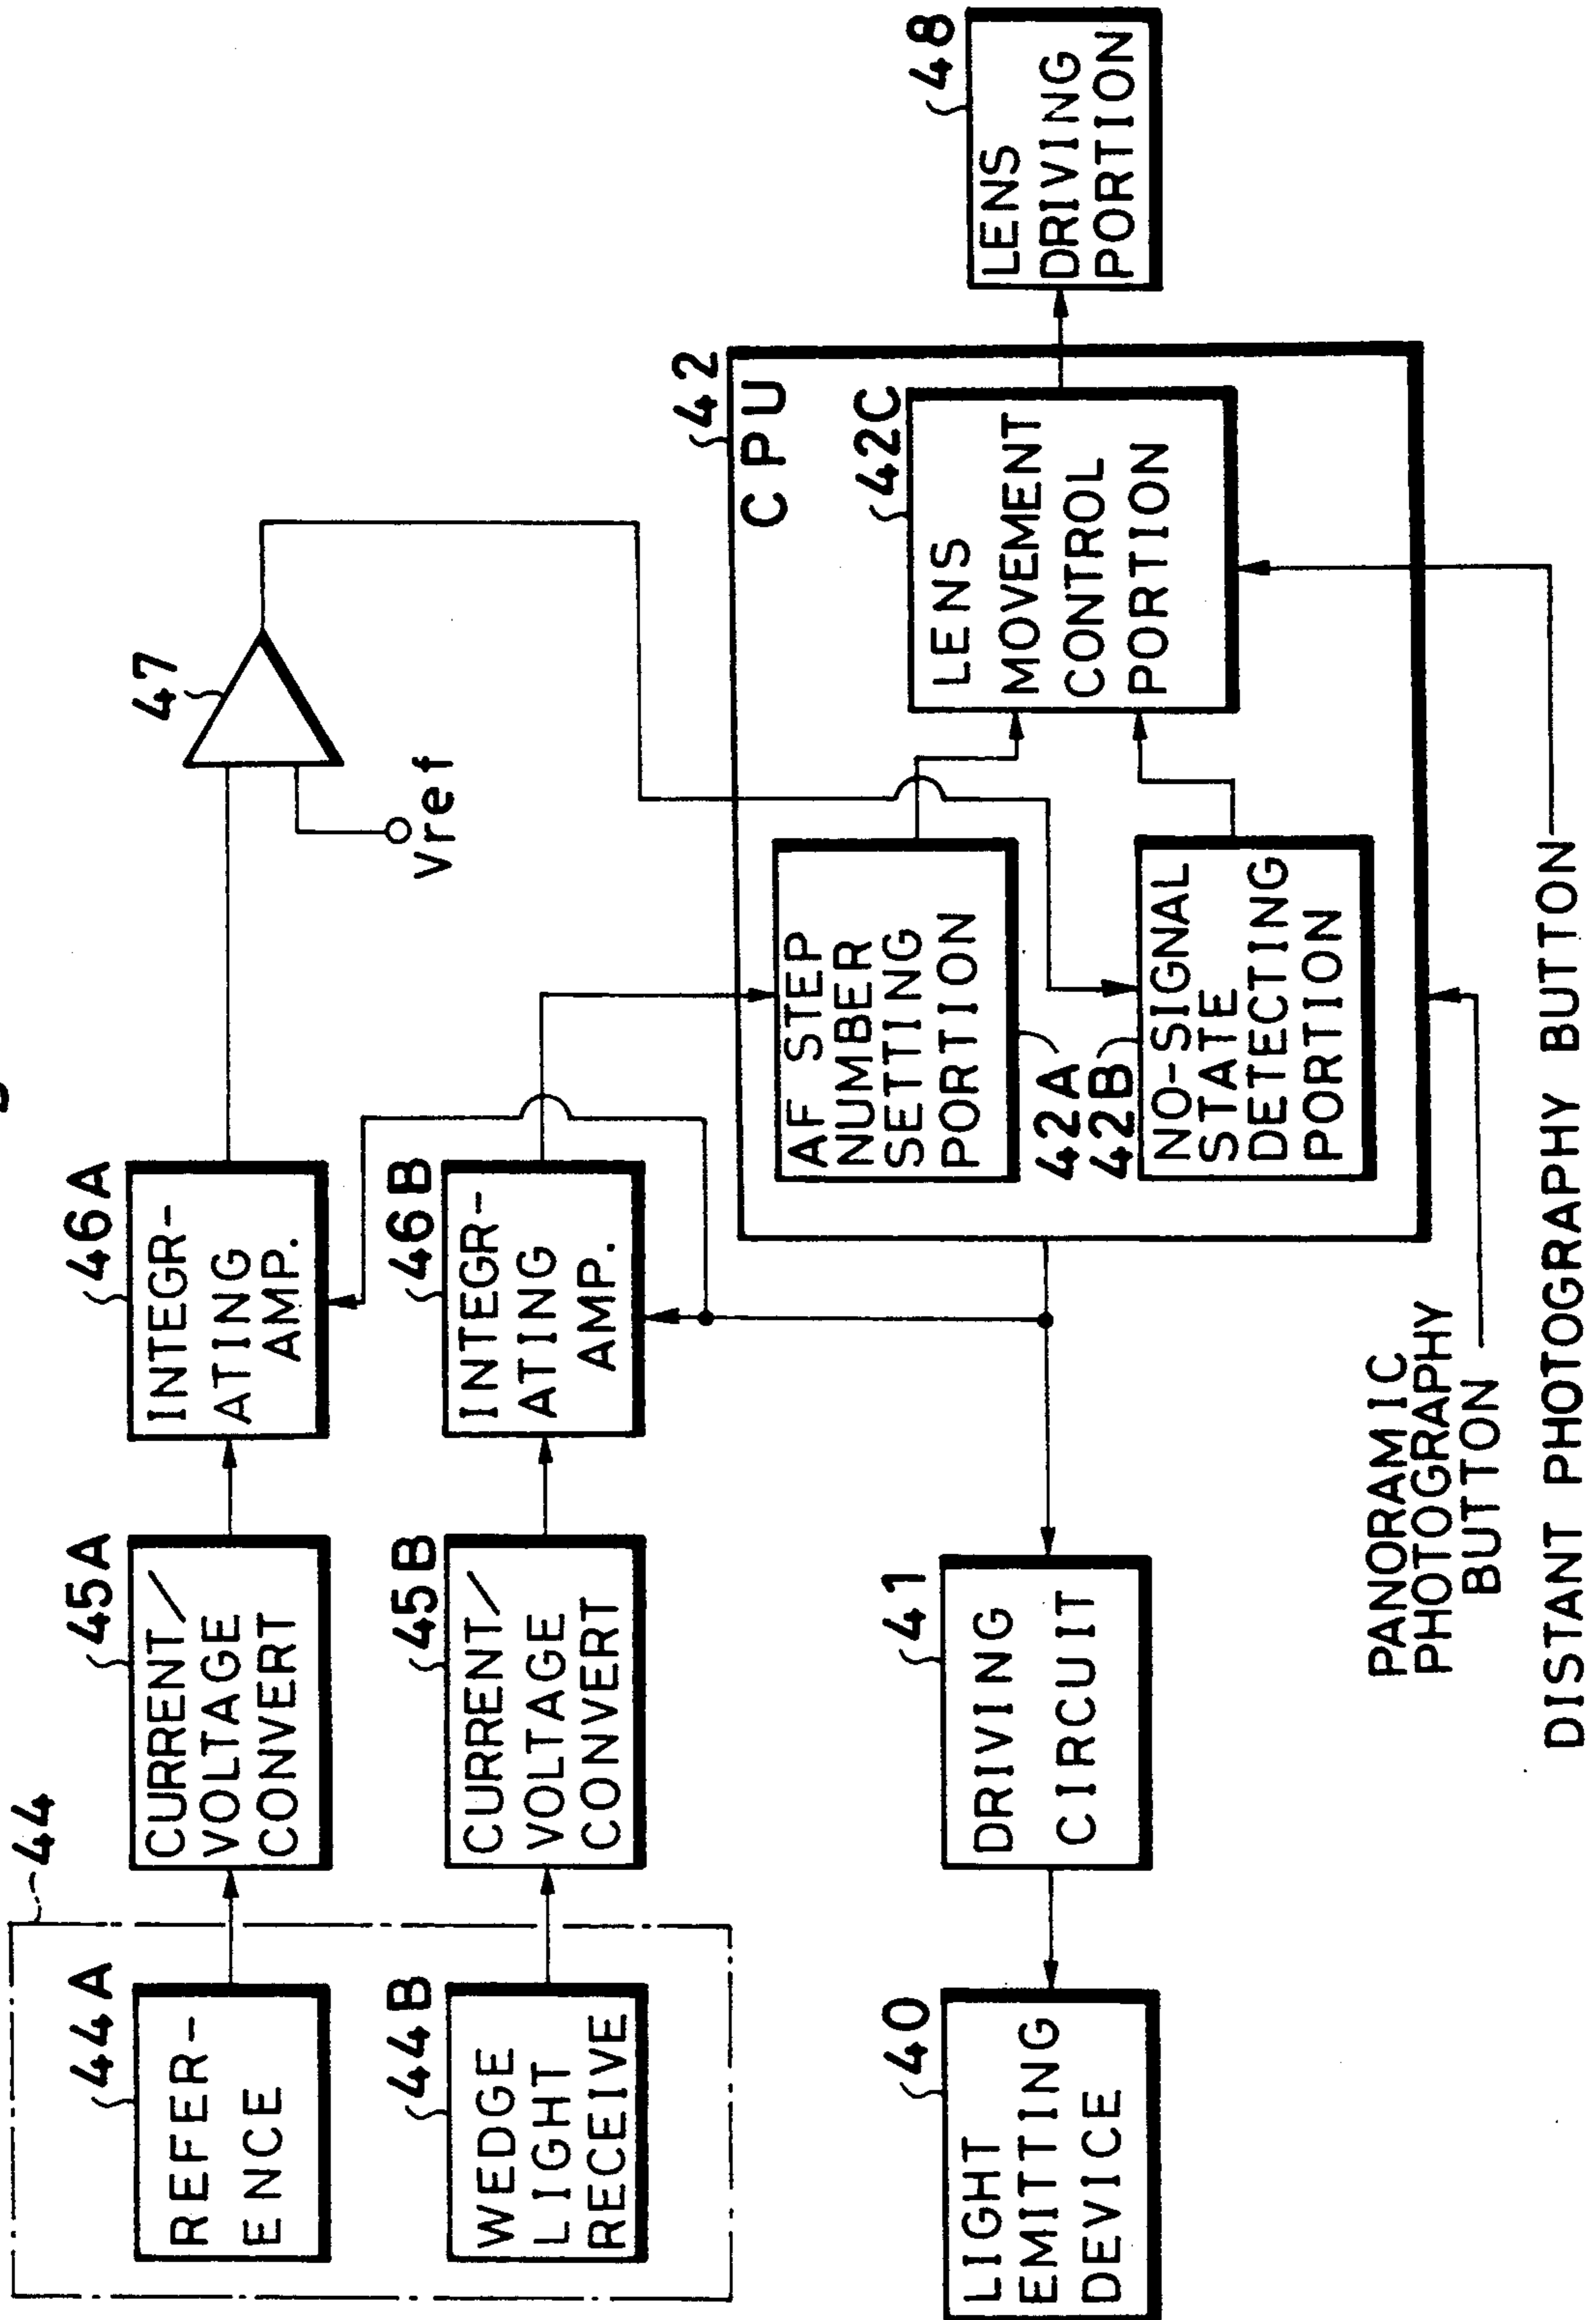 44
44A
REFER-
ENCE
45A
CURRENT/
VOLTAGE
CONVERT
46A
INTEGR-
ATING
AMP.
47
Vref
44B
WEDGE
LIGHT
RECEIVE
45B
CURRENT/
VOLTAGE
CONVERT
46B
INTEGR-
ATING
AMP.
42
CPU
AF STEP
NUMBER
SETTING
PORTION
42A
42B
NO-SIGNAL
STATE
DETECTING
PORTION
42C
LENS
MOVEMENT
CONTROL
PORTION
48
LENS
DRIVING
PORTION
40
LIGHT
EMITTING
DEVICE
41
DRIVING
CIRCUIT
PANORAMIC
PHOTOGRAPHY
BUTTON
DISTANT PHOTOGRAPHY BUTTON